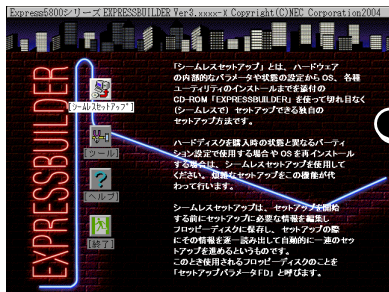 Express5800シリーズ EXPRESSBUILDER Ver3.xxxx-X Copyright(C)NEC Corporation2004
EXPRESSBUILDER
[シームレスセットアップ]
[ツール]
[ヘルプ]
[終了]
「シームレスセットアップ」とは、ハードウェア
の内部的なパラメータや状態の設定からOS、各種
ユーティリティのインストールまでを添付の
CD-ROM「EXPRESSBUILDER」を使って切れ目なく
(シームレスで)セットアップできる独自の
セットアップ方法です。
ハードディスクを購入時の状態と異なるパーティ
ション設定で使用する場合やOSを再インストール
する場合は、シームレスセットアップを使用して
ください。煩雑なセットアップをこの機能が代
わって行います。
シームレスセットアップは、セットアップを開始
する前にセットアップに必要な情報を編集し
フロッピーディスクに保存し、セットアップの際
にその情報を逐一読み出して自動的に一連のセッ
トアップを進めるというものです。
このとき使用されるフロッピーディスクのことを
「セットアップパラメータFD」と呼びます。